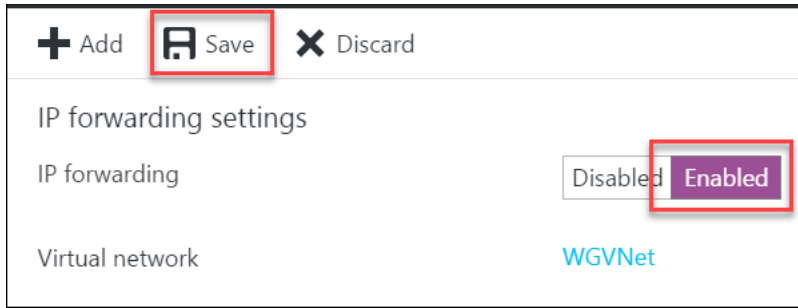 Add Save Discard
IP forwarding settings
IP forwarding Disabled Enabled
Virtual network WGVNet